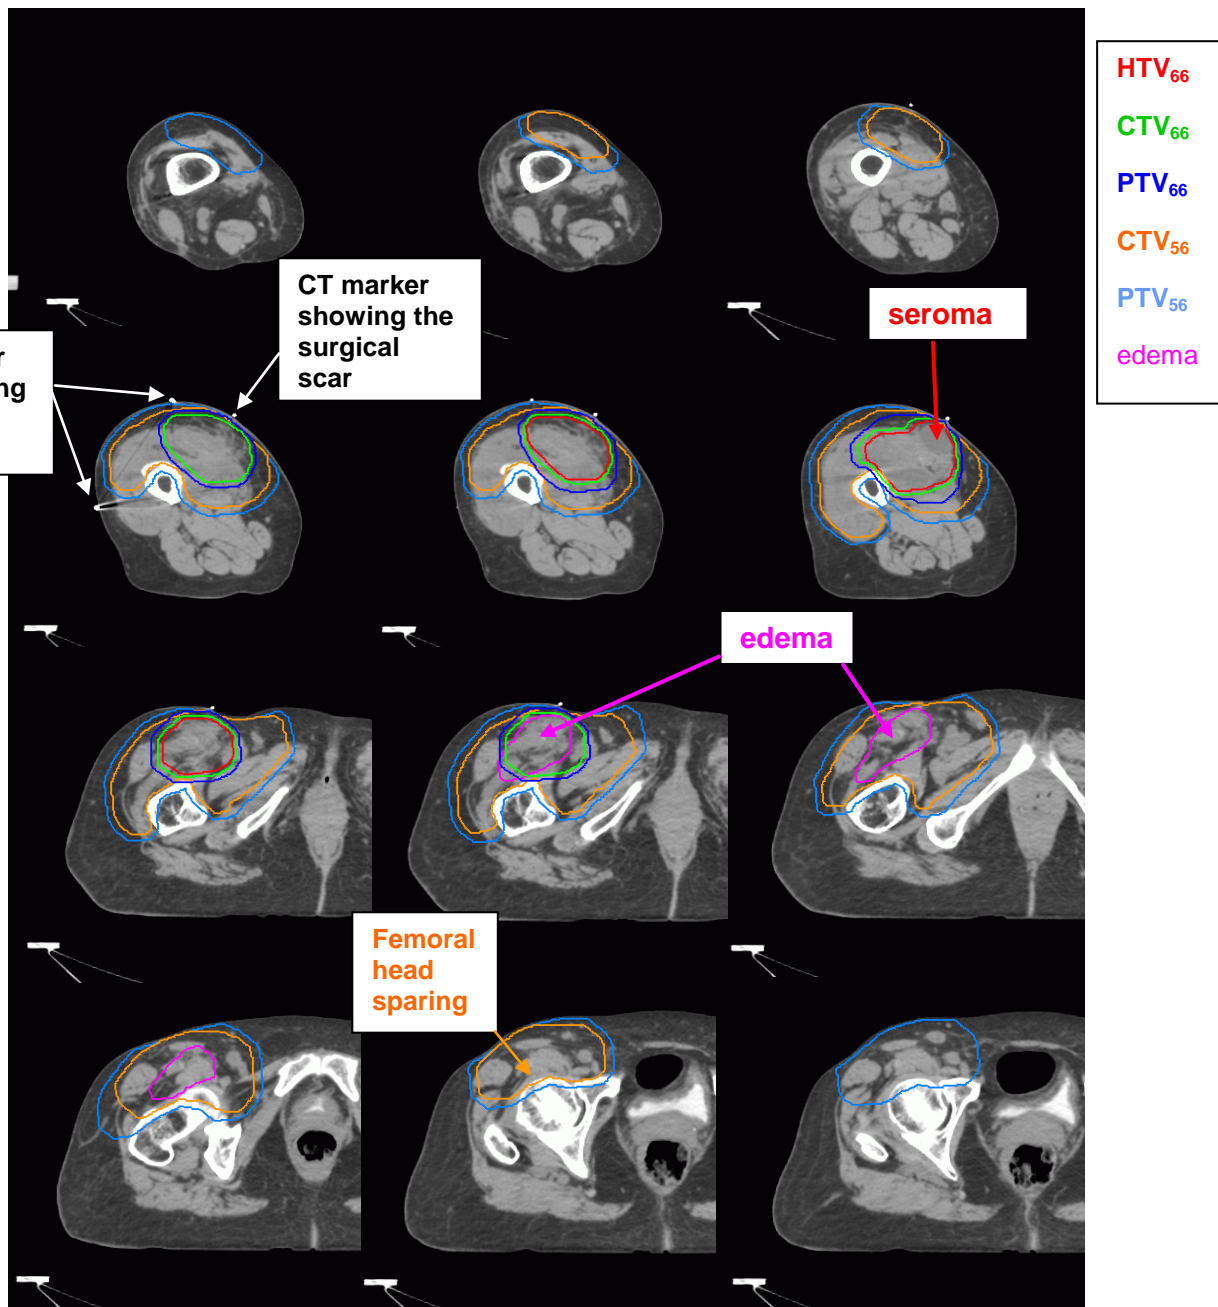 HTV66
CTV66
PTV66
CTV56
PTV56
edema
CT marker
showing the
surgical
scar
seroma
edema
Femoral
head
sparing